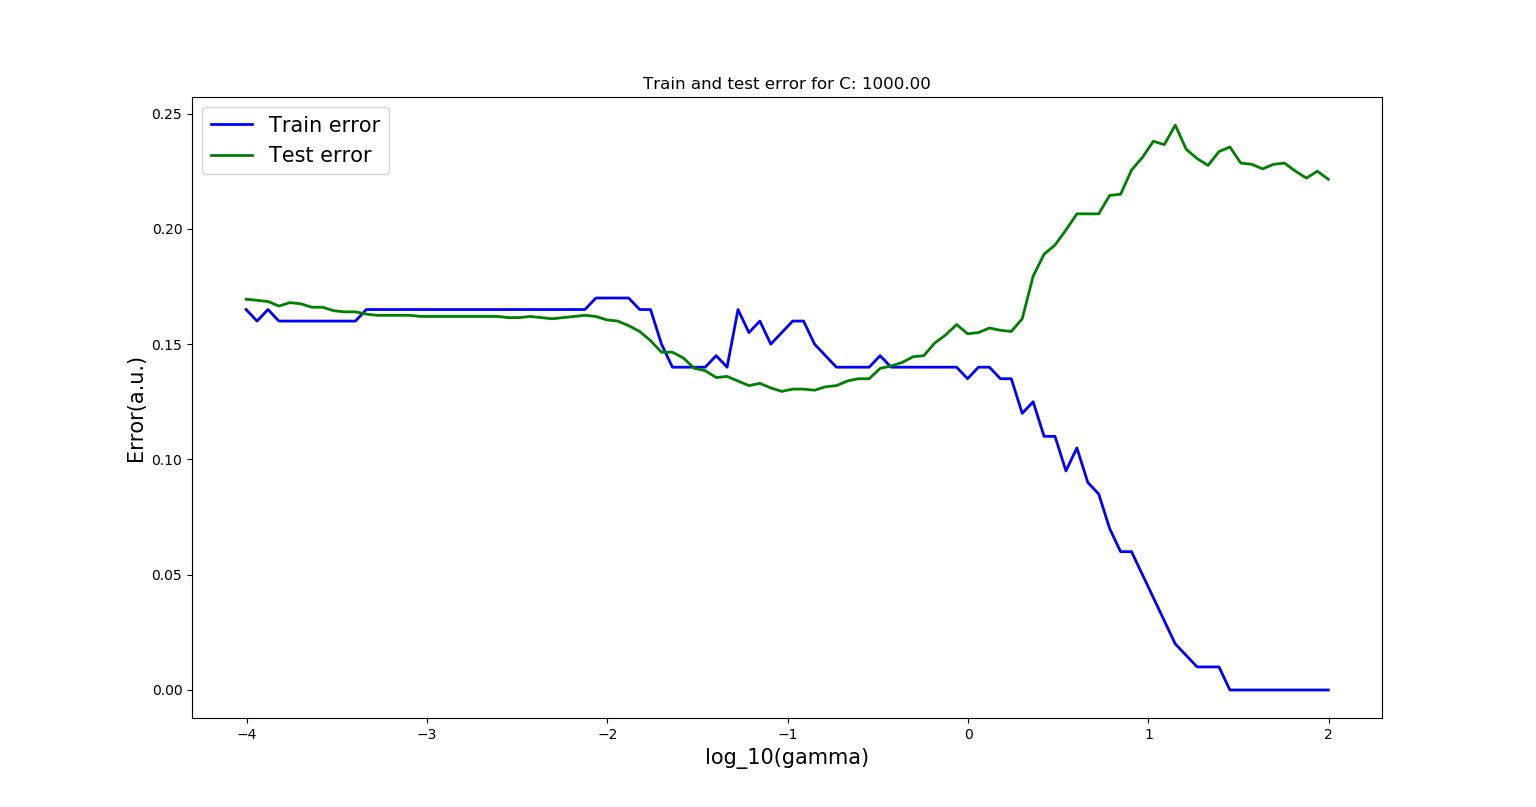 Train and test error for C: 1000.00
Train error
Test error
0.25
0.20
0.15
0.10
0.05
0.00
Error(a.u.)
−4 −3 −2 −1 0 1 2
log_10(gamma)